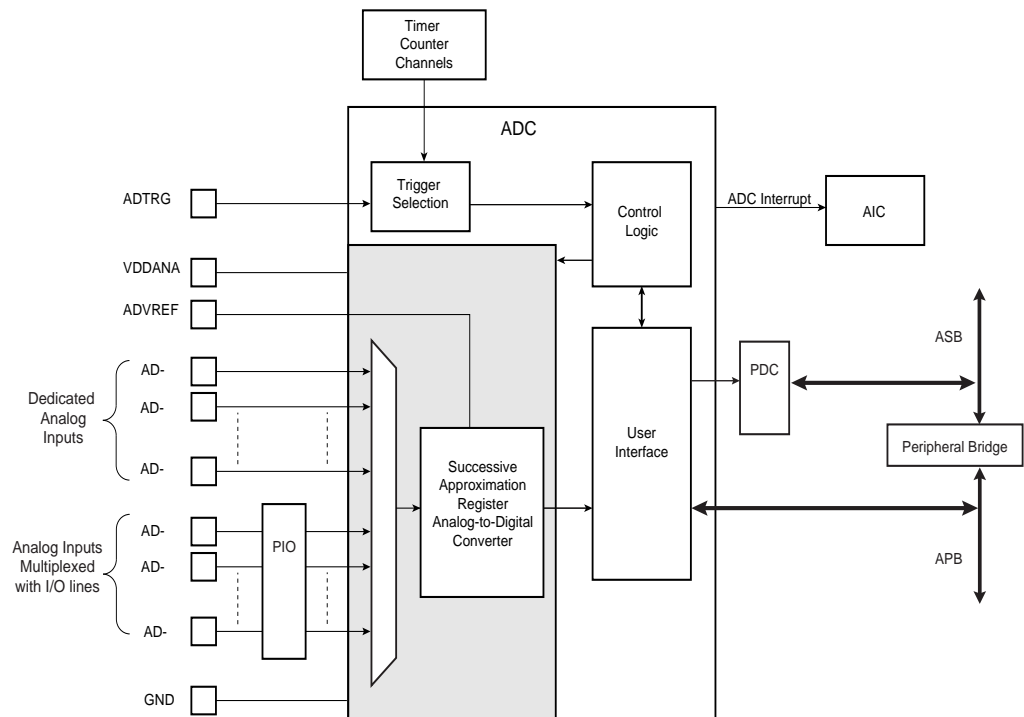 Timer
Counter
Channels
ADC
ADTRG
Trigger
Selection
Control
Logic
ADC Interrupt
AIC
VDDANA
ADVREF
ASB
AD-
PDC
Dedicated
Analog
Inputs
AD-
AD-
User
Interface
Peripheral Bridge
Successive
Approximation
Register
Analog-to-Digital
Converter
Analog Inputs
Multiplexed
with I/O lines
AD-
AD-
AD-
PIO
APB
GND